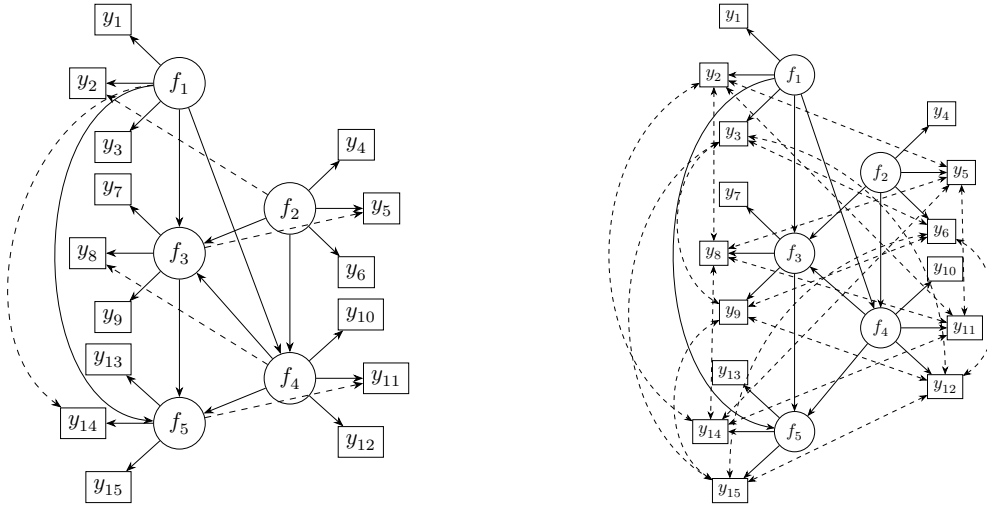 y₁
y₂
f₁
y₃
y₄
y₇
f₂
y₅
y₈
f₃
y₆
y₉
y₁₀
y₁₃
f₄
y₁₁
y₁₄
f₅
y₁₂
y₁₅
y₁
y₂
f₁
y₃
y₄
y₇
f₂
y₅
y₈
f₃
y₆
y₁₀
y₉
f₄
y₁₁
y₁₃
y₁₂
y₁₄
f₅
y₁₅